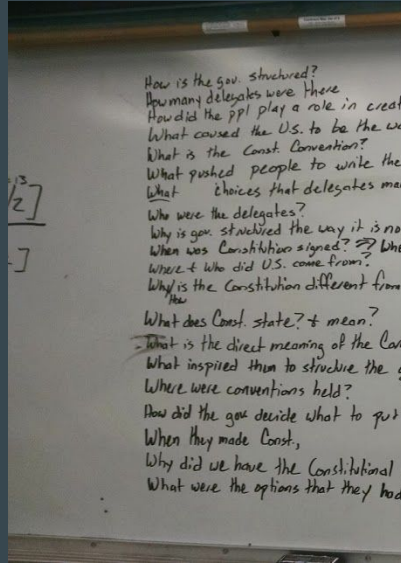 How is the gov. structured?
How many delegates were there
How did the ppl play a role in creat
What caused the U.S. to be the wa
What is the Const. Convention?
What pushed people to write the
What choices that delegates ma
Who were the delegates?
Why is gov. structured the way it is no
When was Constitution signed? Whe
Where & Who did U.S. come from?
Why is the Constitution different from
How
What does Const. state? & mean?
What is the direct meaning of the Con
What inspired them to structure the g
Where were conventions held?
How did the gov decide what to put
When they made Const.,
Why did we have the Constitutional
What were the options that they had
13
/2]
]